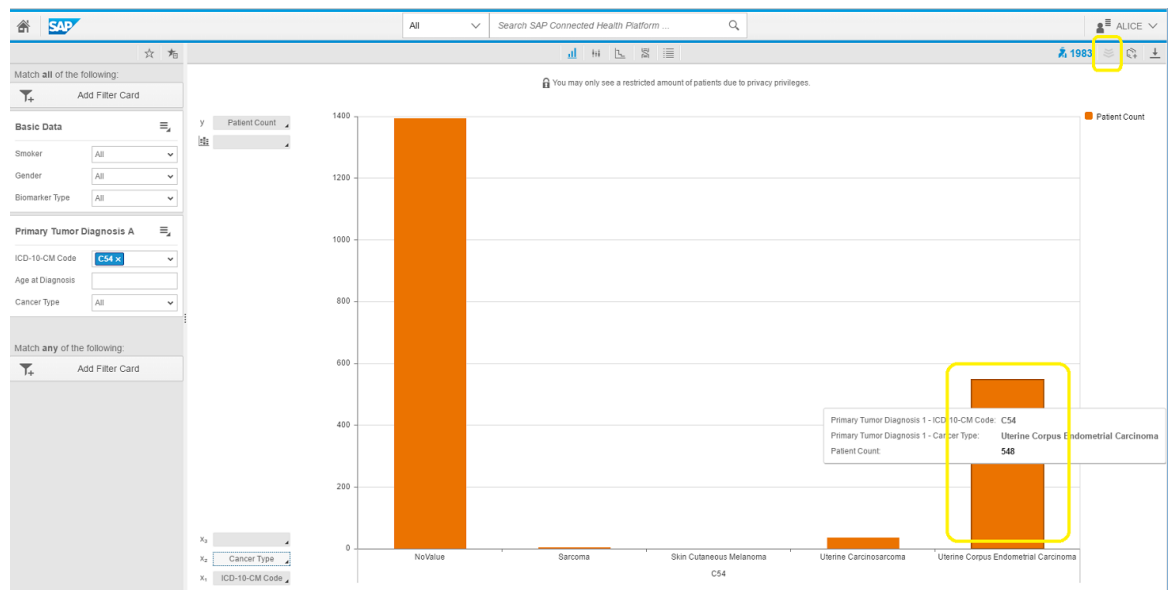 SAP
All
Search SAP Connected Health Platform ...
ALICE
1983
Match all of the following:
Add Filter Card
You may only see a restricted amount of patients due to privacy privileges.
Basic Data
Smoker All
Gender All
Biomarker Type All
Primary Tumor Diagnosis A
ICD-10-CM Code C54 ×
Age at Diagnosis
Cancer Type All
Match any of the following:
Add Filter Card
y Patient Count
x₃
x₂ Cancer Type
x₁ ICD-10-CM Code
1400
1200
1000
800
600
400
200
0
Patient Count
Primary Tumor Diagnosis 1 - ICD-10-CM Code: C54
Primary Tumor Diagnosis 1 - Cancer Type: Uterine Corpus Endometrial Carcinoma
Patient Count: 548
NoValue Sarcoma Skin Cutaneous Melanoma Uterine Carcinosarcoma Uterine Corpus Endometrial Carcinoma
C54